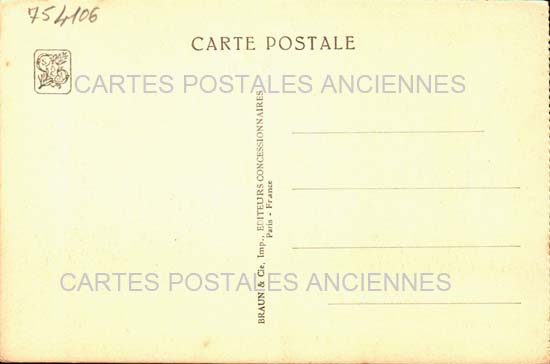 754106
CARTE POSTALE
CARTES POSTALES ANCIENNES
BRAUN & Cie, Imp., EDITEURS CONCESSIONNAIRES
Paris - France
CARTES POSTALES ANCIENNES